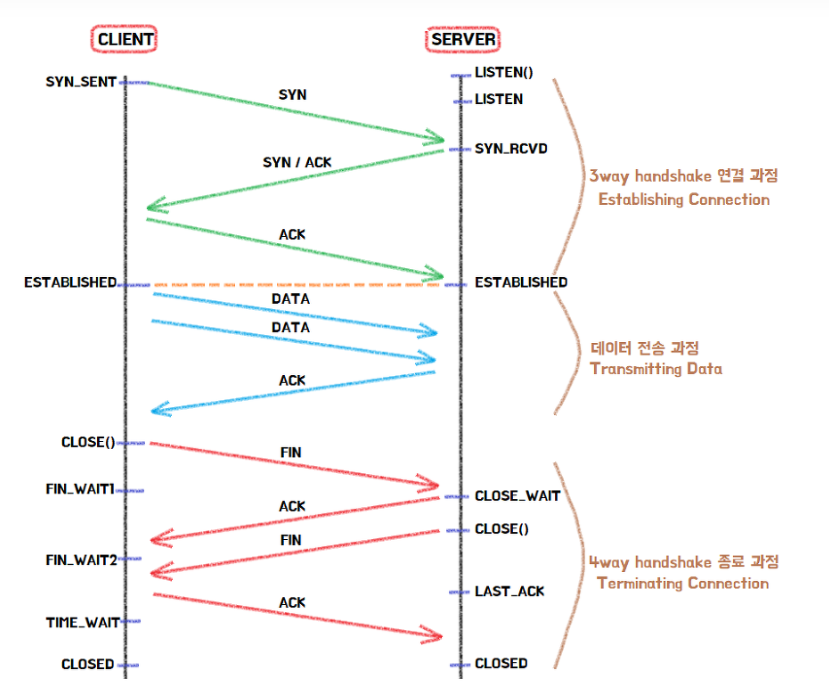 CLIENT
SERVER
SYN_SENT
LISTEN()
SYN
LISTEN
SYN_RCVD
SYN / ACK
3way handshake 연결 과정
Establishing Connection
ACK
ESTABLISHED
ESTABLISHED
DATA
DATA
데이터 전송 과정
Transmitting Data
ACK
CLOSE()
FIN
FIN_WAIT1
CLOSE_WAIT
ACK
CLOSE()
FIN
FIN_WAIT2
4way handshake 종료 과정
Terminating Connection
LAST_ACK
ACK
TIME_WAIT
CLOSED
CLOSED